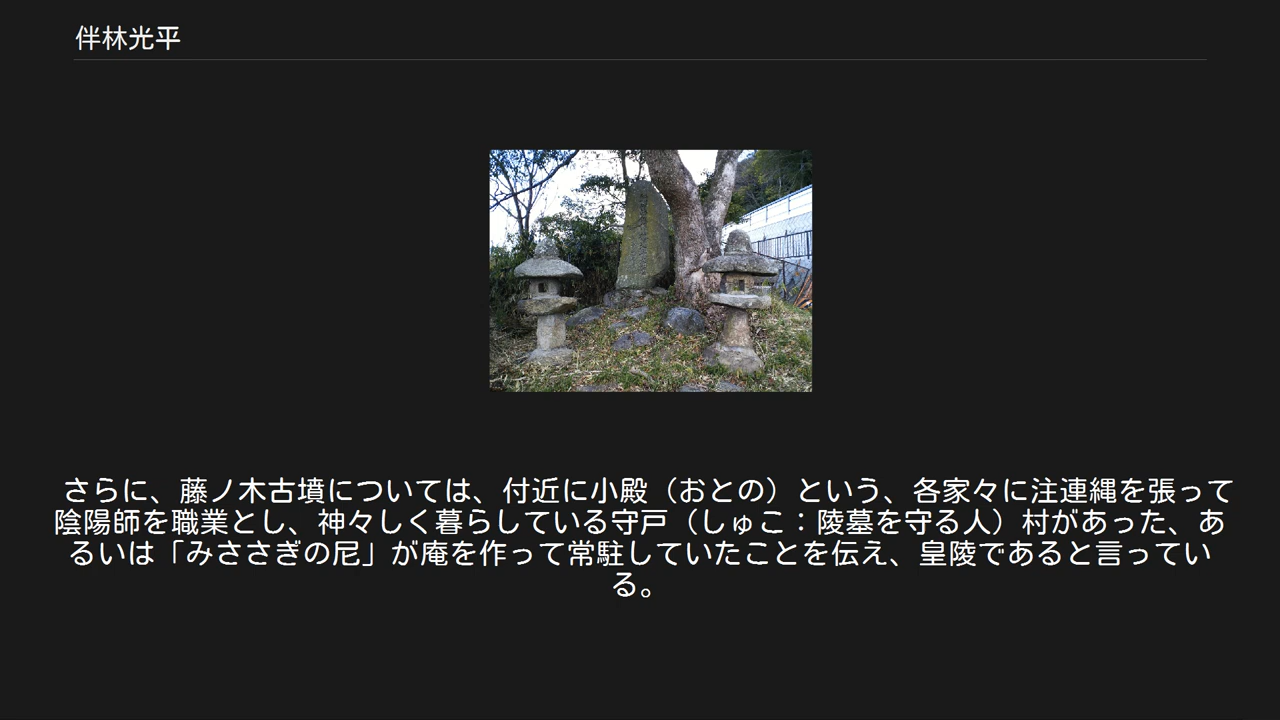 伴林光平
さらに、藤ノ木古墳については、付近に小殿（おとの）という、各家々に注連縄を張って
陰陽師を職業とし、神々しく暮らしている守戸（しゅこ：陵墓を守る人）村があった、あ
るいは「みささぎの尼」が庵を作って常駐していたことを伝え、皇陵であると言ってい
る。